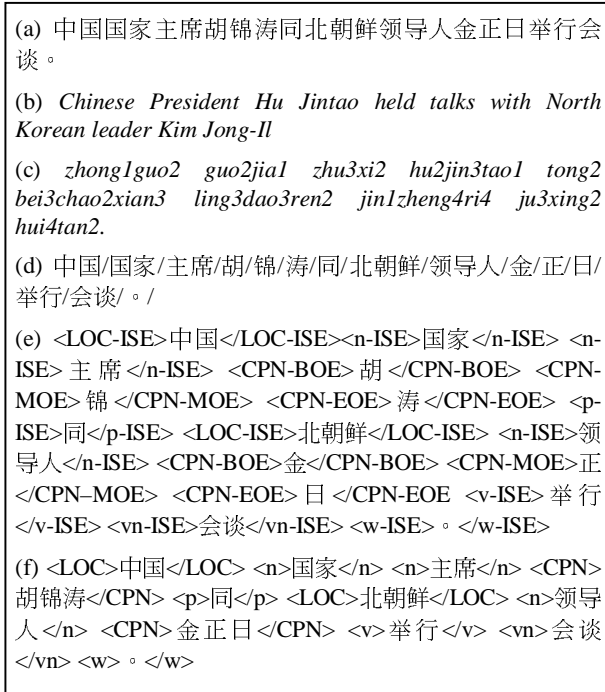 (a) 中国国家主席胡锦涛同北朝鲜领导人金正日举行会
谈。
(b) Chinese President Hu Jintao held talks with North
Korean leader Kim Jong-Il
(c) zhong1guo2 guo2jia1 zhu3xi2 hu2jin3tao1 tong2
bei3chao2xian3 ling3dao3ren2 jin1zheng4ri4 ju3xing2
hui4tan2.
(d) 中国/国家/主席/胡/锦/涛/同/北朝鲜/领导人/金/正/日/
举行/会谈/。/
(e) <LOC-ISE>中国</LOC-ISE><n-ISE>国家</n-ISE> <n-
ISE>主席</n-ISE> <CPN-BOE>胡</CPN-BOE> <CPN-
MOE>锦</CPN-MOE> <CPN-EOE>涛</CPN-EOE> <p-
ISE>同</p-ISE> <LOC-ISE>北朝鲜</LOC-ISE> <n-ISE>领
导人</n-ISE> <CPN-BOE>金</CPN-BOE> <CPN-MOE>正
</CPN–MOE> <CPN-EOE>日</CPN-EOE <v-ISE>举行
</v-ISE> <vn-ISE>会谈</vn-ISE> <w-ISE>。</w-ISE>
(f) <LOC>中国</LOC> <n>国家</n> <n>主席</n> <CPN>
胡锦涛</CPN> <p>同</p> <LOC>北朝鲜</LOC> <n>领导
人</n> <CPN>金正日</CPN> <v>举行</v> <vn>会谈
</vn> <w>。</w>